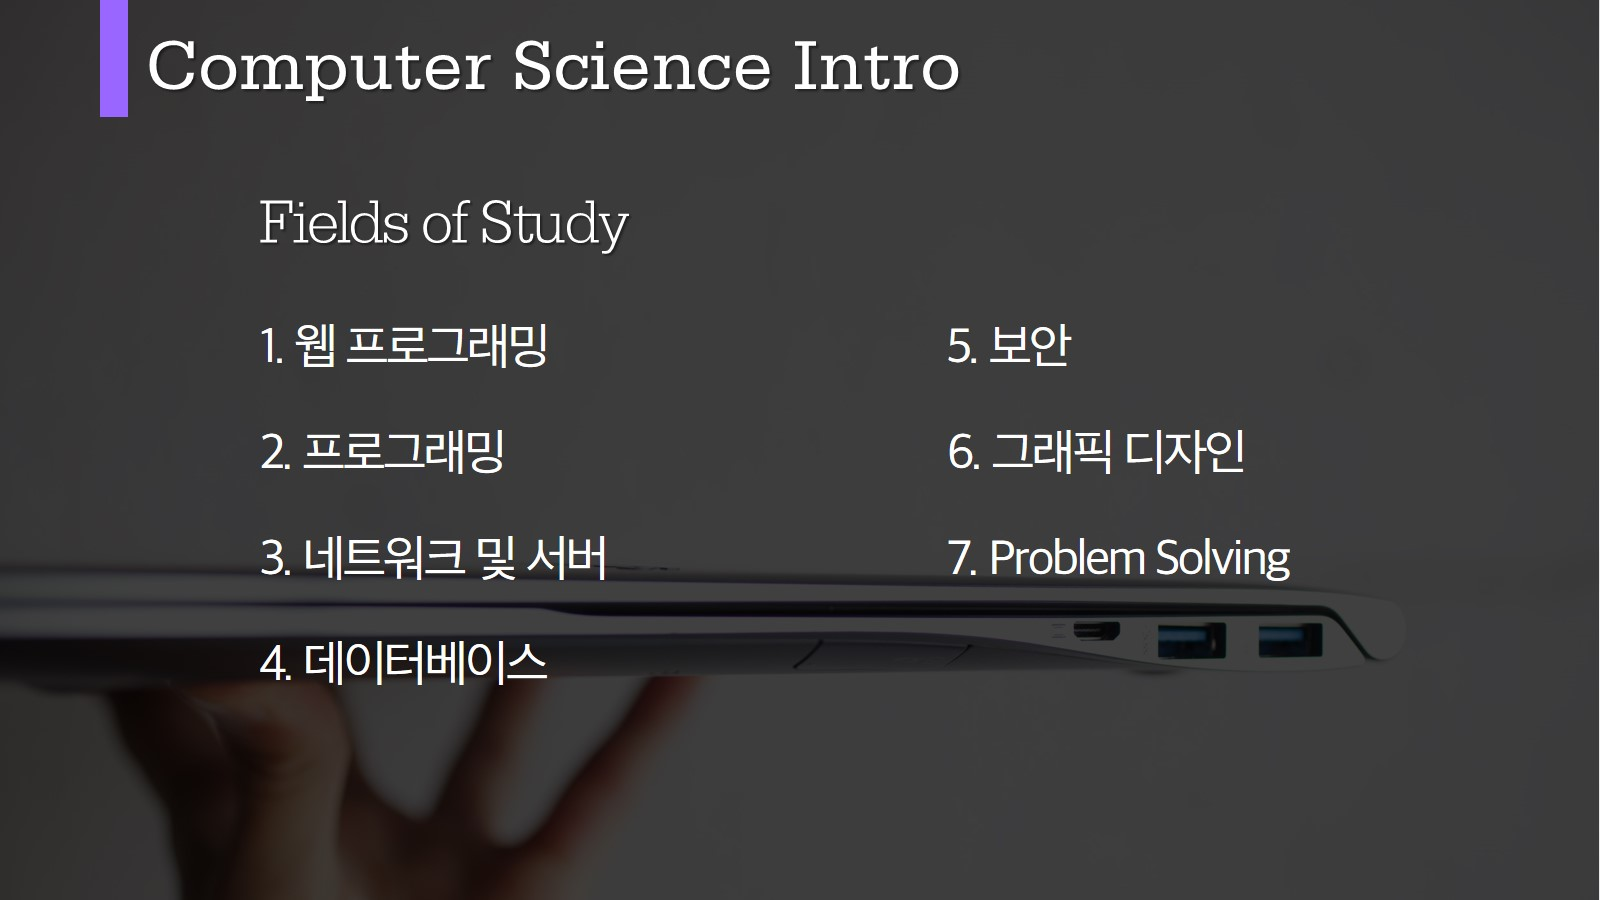 Computer Science Intro
Fields of Study
1. 웹 프로그래밍
2. 프로그래밍
3. 네트워크 및 서버
4. 데이터베이스
5. 보안
6. 그래픽 디자인
7. Problem Solving